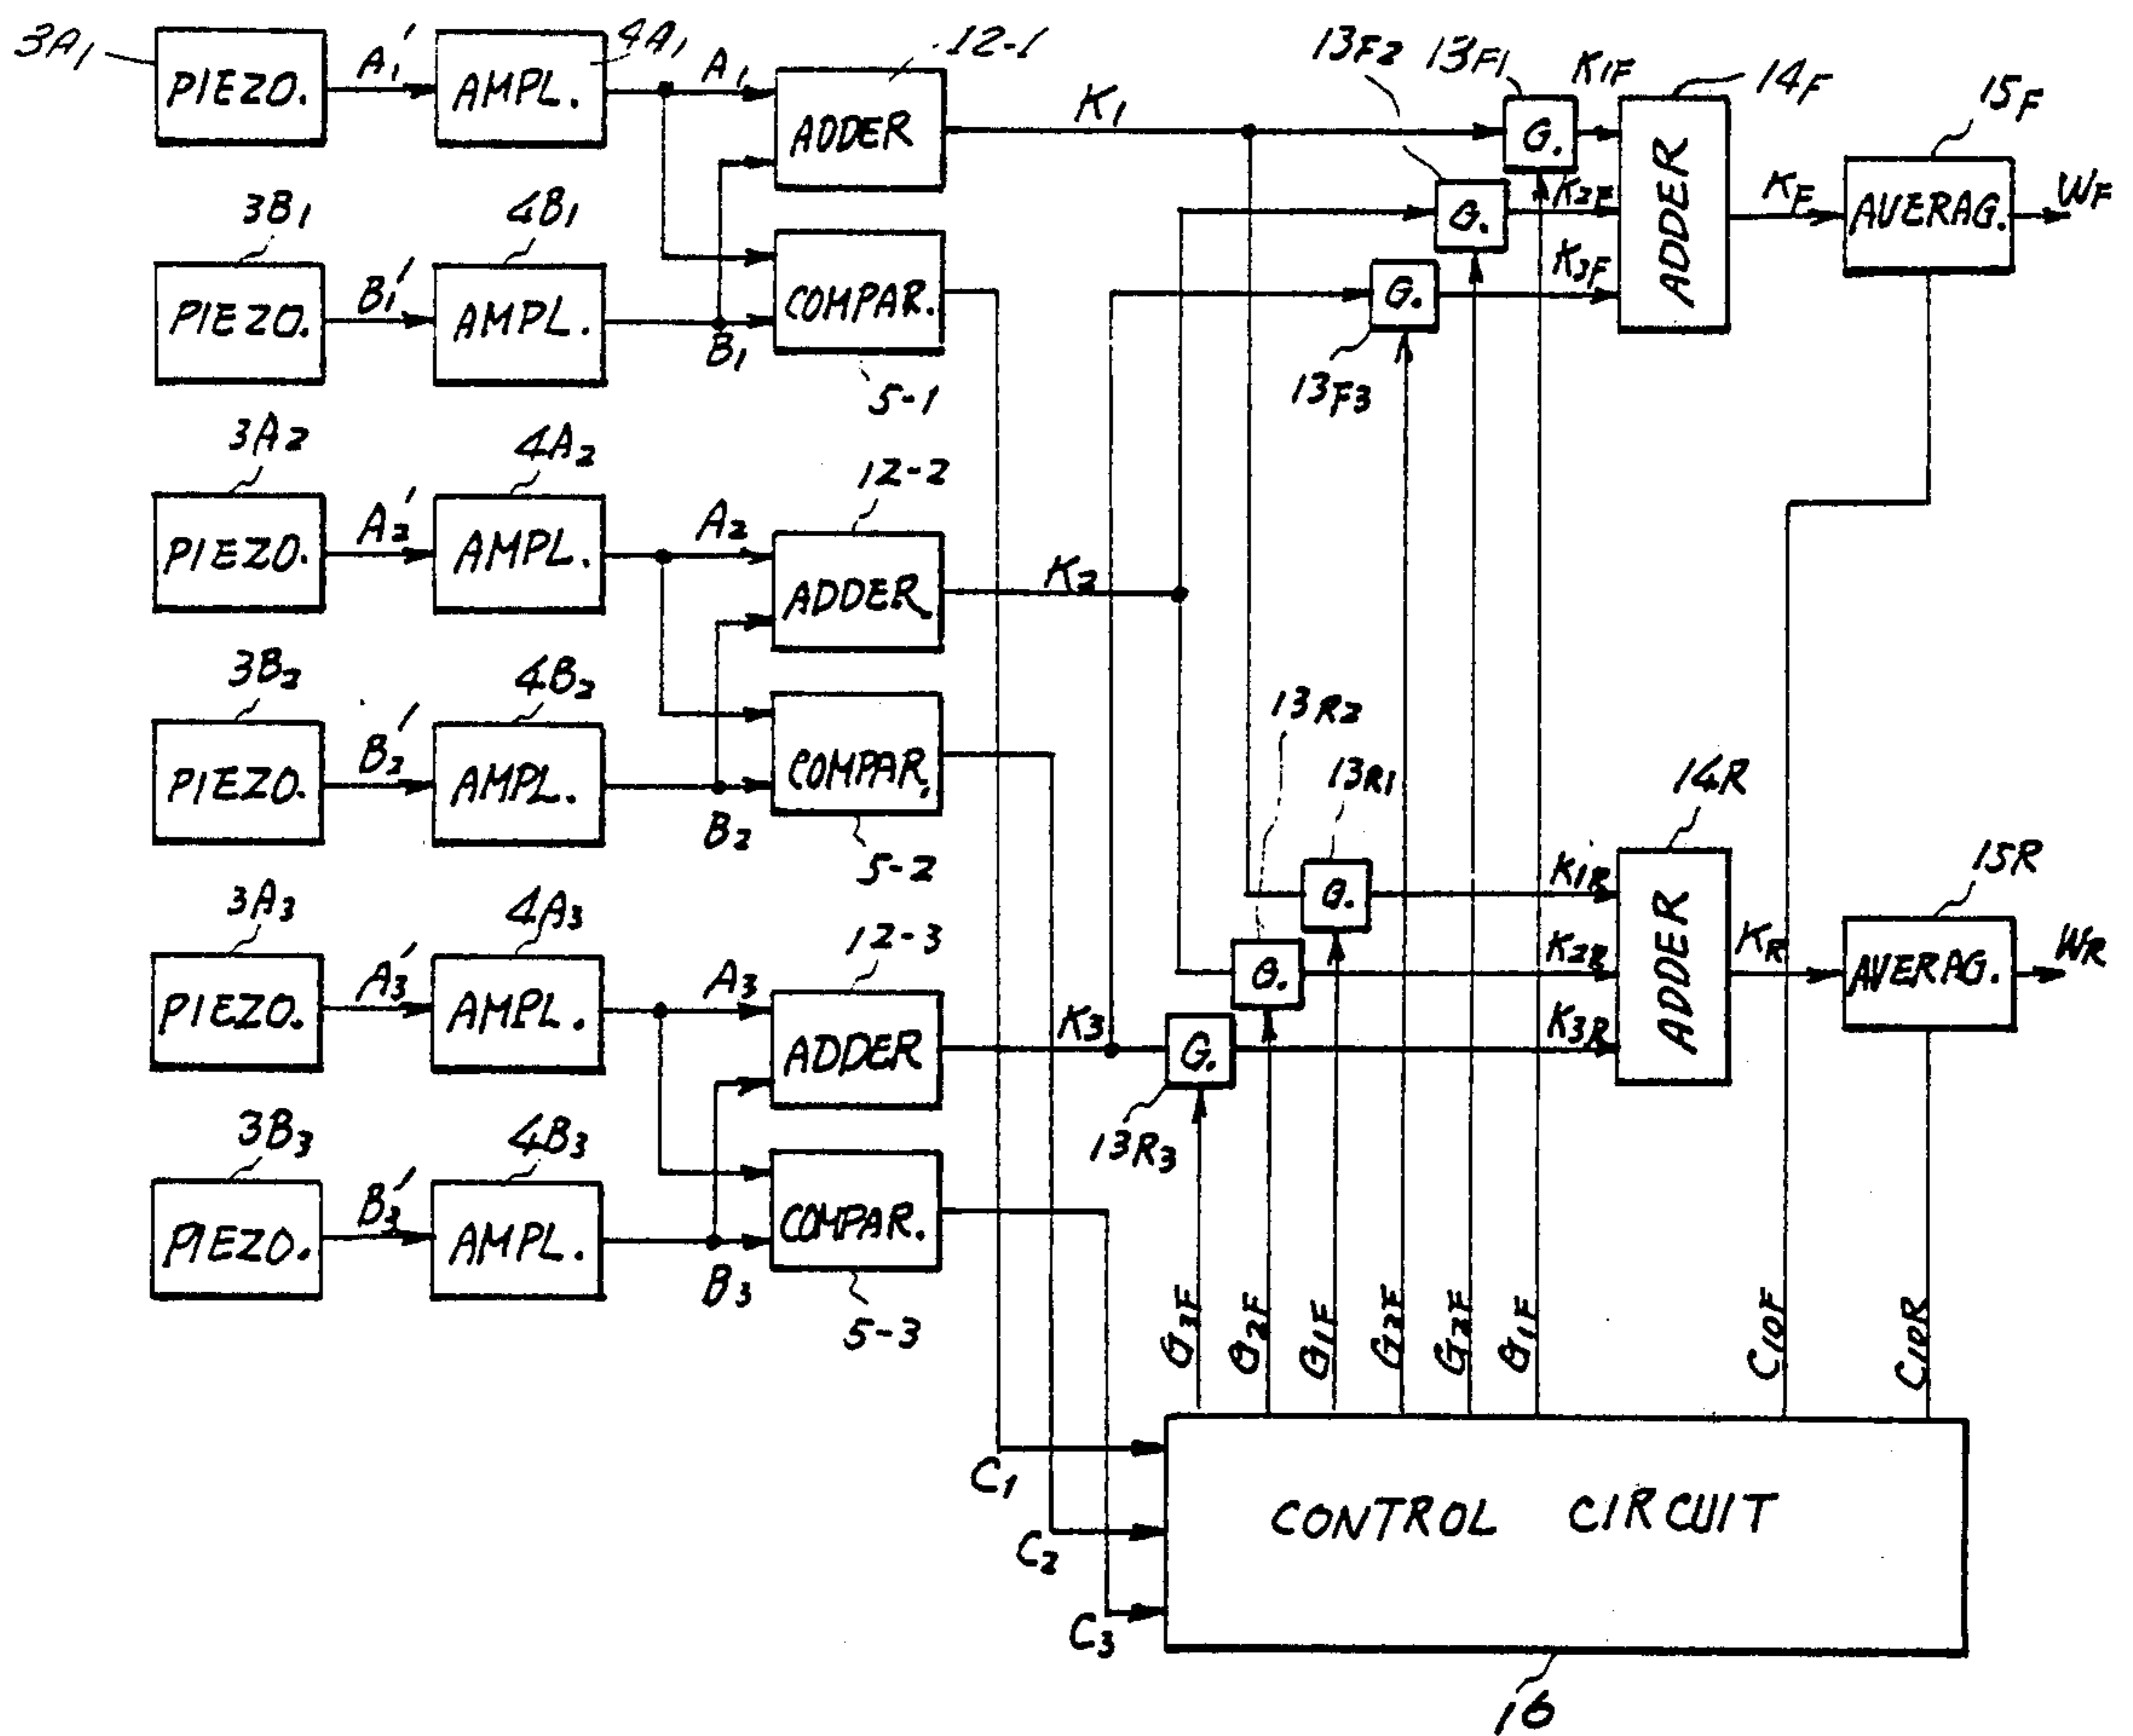 3A1 PIEZO. A1' AMPL. 4A1 A1 ADDER 12-1
K1
13F2 13F1 K1F 14F
G.
ADDER
15F
AVERAG. WF
KF
3B1 PIEZO. B1' 4B1 AMPL. B1 COMPAR. 5-1
G. K2F
G. K3F
13F3
3A2 PIEZO. A2' 4A2 AMPL. A2 12-2 ADDER
K2
3B2 PIEZO. B2' 4B2 AMPL. B2 COMPAR. 5-2
13R2
13R1
14R
15R
G. K1R
G. K2R
ADDER
KR AVERAG. WR
3A3 PIEZO. A3' 4A3 AMPL. A3 12-3 ADDER
K3 G. K3R
13R3
3B3 PIEZO. B3' 4B3 AMPL. B3 COMPAR. 5-3
G3F G2F G1F G3F G2F G1F C10F C10R
C1
C2
C3
CONTROL CIRCUIT
16